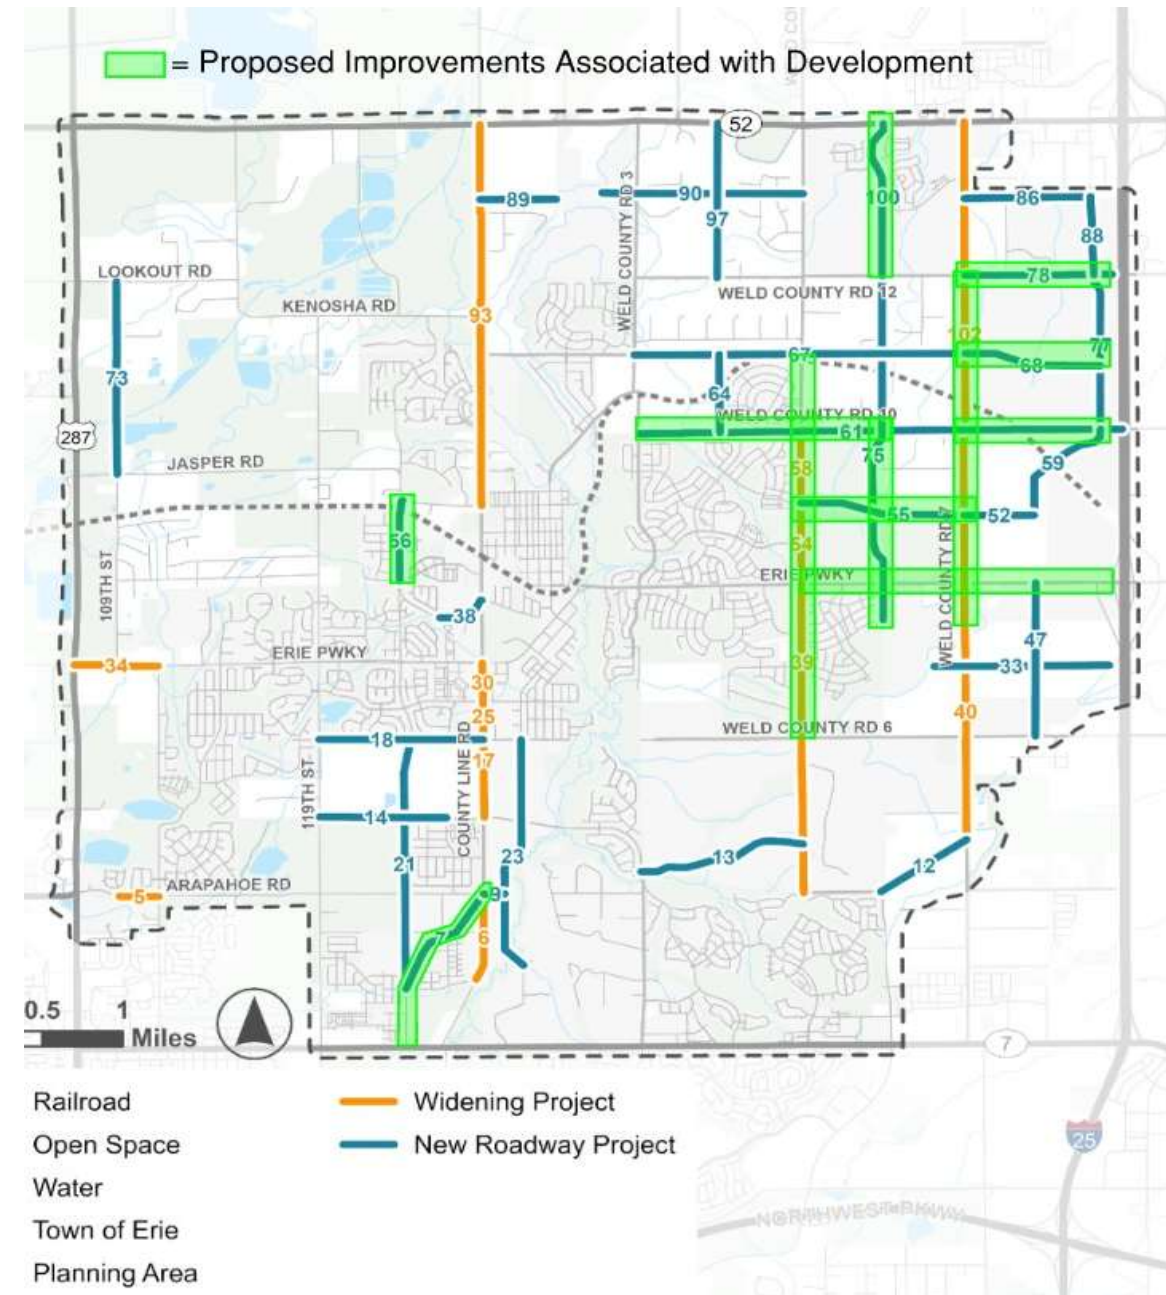 = Proposed Improvements Associated with Development
52
WELD COUNTY RD 3
89
90
97
100
86
88
LOOKOUT RD
78
KENOSHA RD
WELD COUNTY RD 12
93
102
77
67
68
73
64
WELD COUNTY RD 10
61
287
75
JASPER RD
58
59
55
52
56
54
109TH ST
ERIE PWKY
WELD COUNTY RD 7
38
47
34
ERIE PWKY
39
33
30
25
40
WELD COUNTY RD 6
18
17
COUNTY LINE RD
119TH ST
14
21
23
13
12
5
ARAPAHOE RD
9
7
6
0.5 1
Miles
7
Railroad
Widening Project
Open Space
New Roadway Project
25
Water
NORTHWEST PKWY
Town of Erie
Planning Area